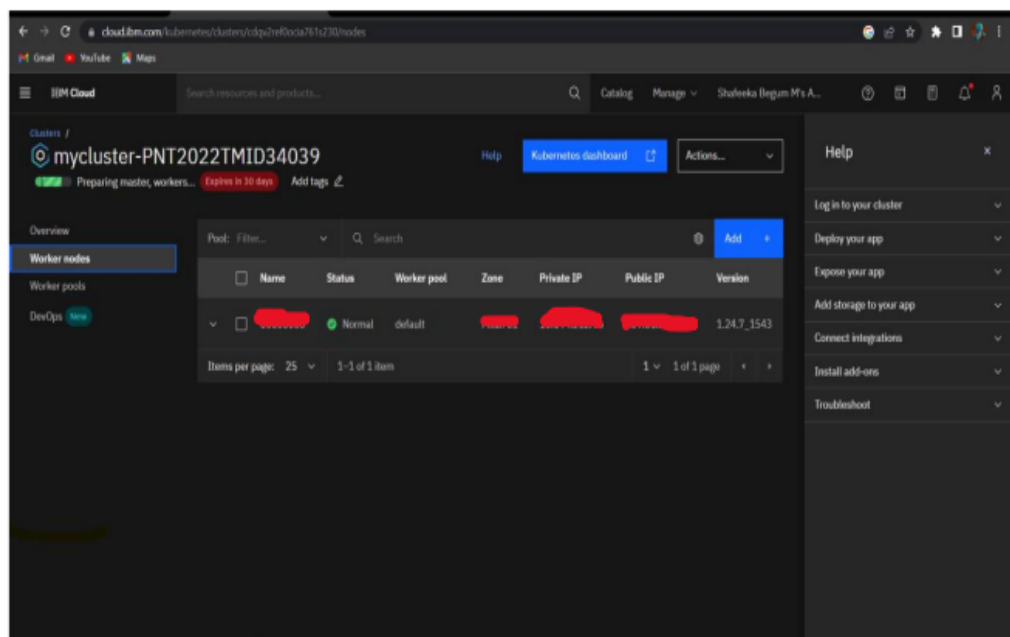 cloud.ibm.com/kubernetes/clusters/cdqv2ref0ocia761s230/nodes
Gmail YouTube Maps
IBM Cloud Search resources and products... Catalog Manage Shafeeka Begum M's A...
Clusters /
mycluster-PNT2022TMID34039 Help Kubernetes dashboard Actions...
Preparing master, workers... Expires in 30 days Add tags
Overview
Worker nodes
Worker pools
DevOps New
Pool: Filter... Search Add +
Name Status Worker pool Zone Private IP Public IP Version
Normal default 1.24.7_1543
Items per page: 25 1–1 of 1 item 1 1 of 1 page
Help
Log in to your cluster
Deploy your app
Expose your app
Add storage to your app
Connect integrations
Install add-ons
Troubleshoot